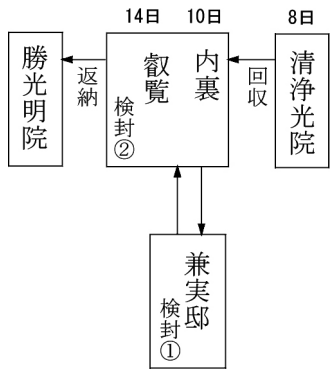 14日 10日 8日
清浄光院
回収
内裏
叡覧
検封②
返納
勝光明院
兼実邸
検封①